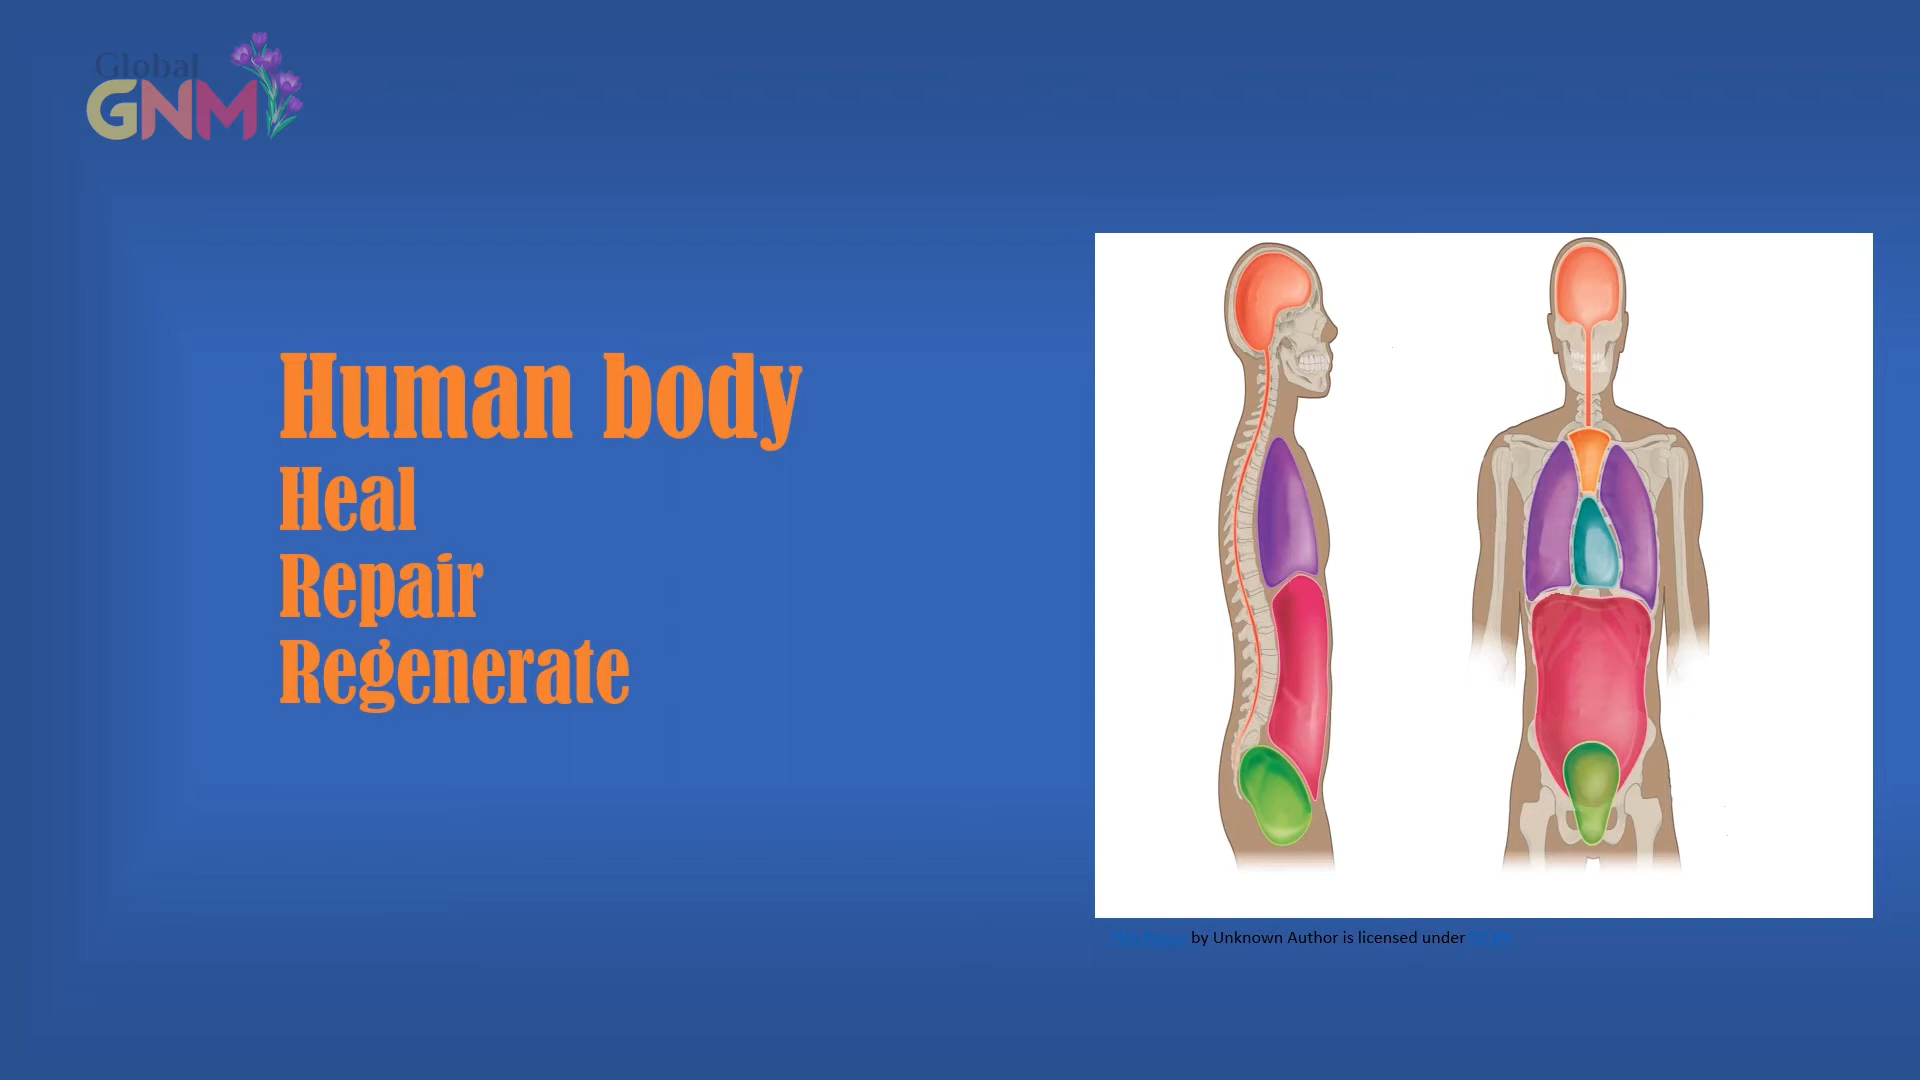 Global
GNM
Human body
Heal
Repair
Regenerate
by Unknown Author is licensed under